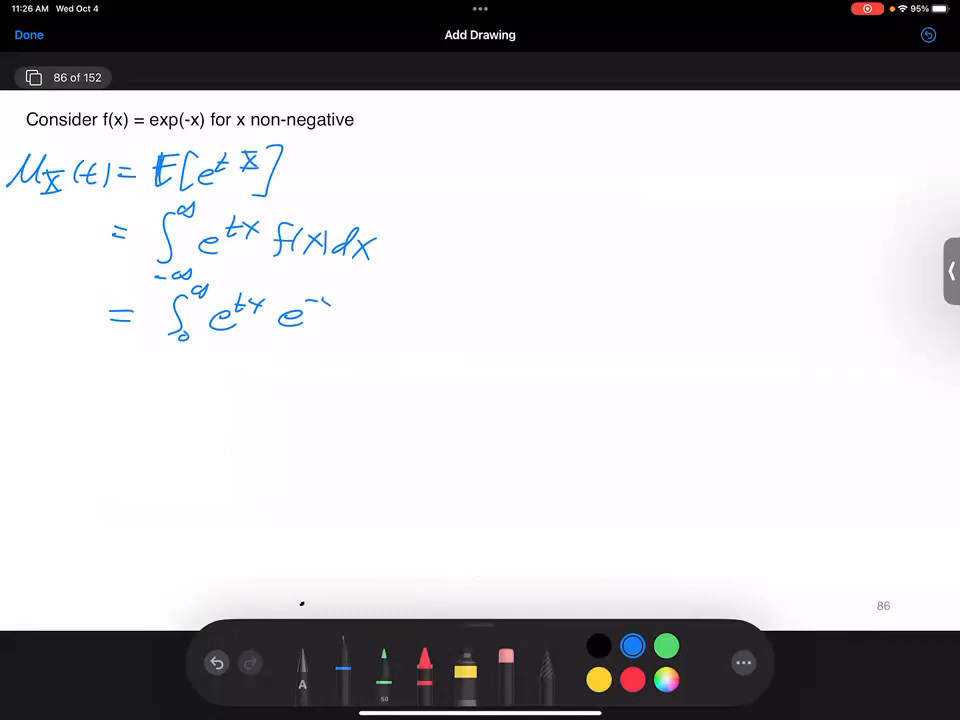 11:26 AM Wed Oct 4
95%
Done
Add Drawing
86 of 152
Consider f(x) = exp(-x) for x non-negative
M_X(t) = E[e^{tX}]
= ∫_{-∞}^{∞} e^{tx} f(x)dx
= ∫_0^∞ e^{tx} e^-
86
A
50